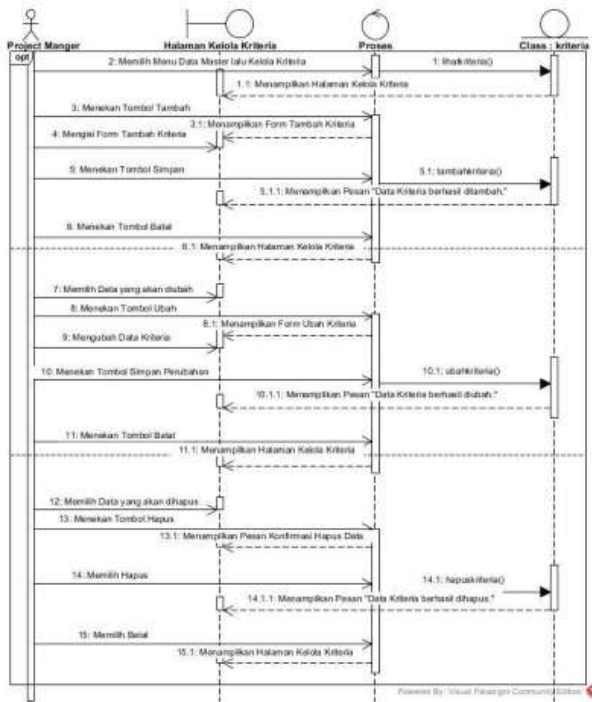 Project Manger
Halaman Kelola Kriteria
Proses
Class : kriteria
opt
2: Memilih Menu Data Master lalu Kelola Kriteria
1: lihatkriteria()
1.1: Menampilkan Halaman Kelola Kriteria
3: Menekan Tombol Tambah
3.1: Menampilkan Form Tambah Kriteria
4: Mengisi Form Tambah Kriteria
5: Menekan Tombol Simpan
5.1: tambahkriteria()
5.1.1: Menampilkan Pesan "Data Kriteria berhasil ditambah."
6: Menekan Tombol Batal
6.1: Menampilkan Halaman Kelola Kriteria
7: Memilih Data yang akan diubah
8: Menekan Tombol Ubah
8.1: Menampilkan Form Ubah Kriteria
9: Mengubah Data Kriteria
10: Menekan Tombol Simpan Perubahan
10.1: ubahkriteria()
10.1.1: Menampilkan Pesan "Data Kriteria berhasil diubah."
11: Menekan Tombol Batal
11.1: Menampilkan Halaman Kelola Kriteria
12: Memilih Data yang akan dihapus
13: Menekan Tombol Hapus
13.1: Menampilkan Pesan Konfirmasi Hapus Data
14: Memilih Hapus
14.1: hapuskriteria()
14.1.1: Menampilkan Pesan "Data Kriteria berhasil dihapus."
15: Memilih Batal
15.1: Menampilkan Halaman Kelola Kriteria
Powered By: Visual Paradigm Community Edition